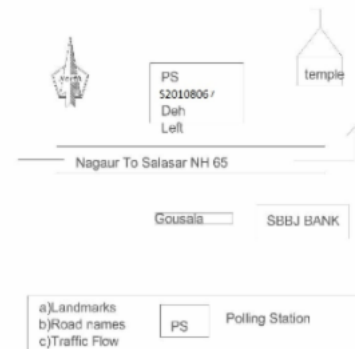 North
PS
S2010806/
Deh
Left
temple
Nagaur To Salasar NH 65
Gousala
SBBJ BANK
a)Landmarks
b)Road names
c)Traffic Flow
PS
Polling Station